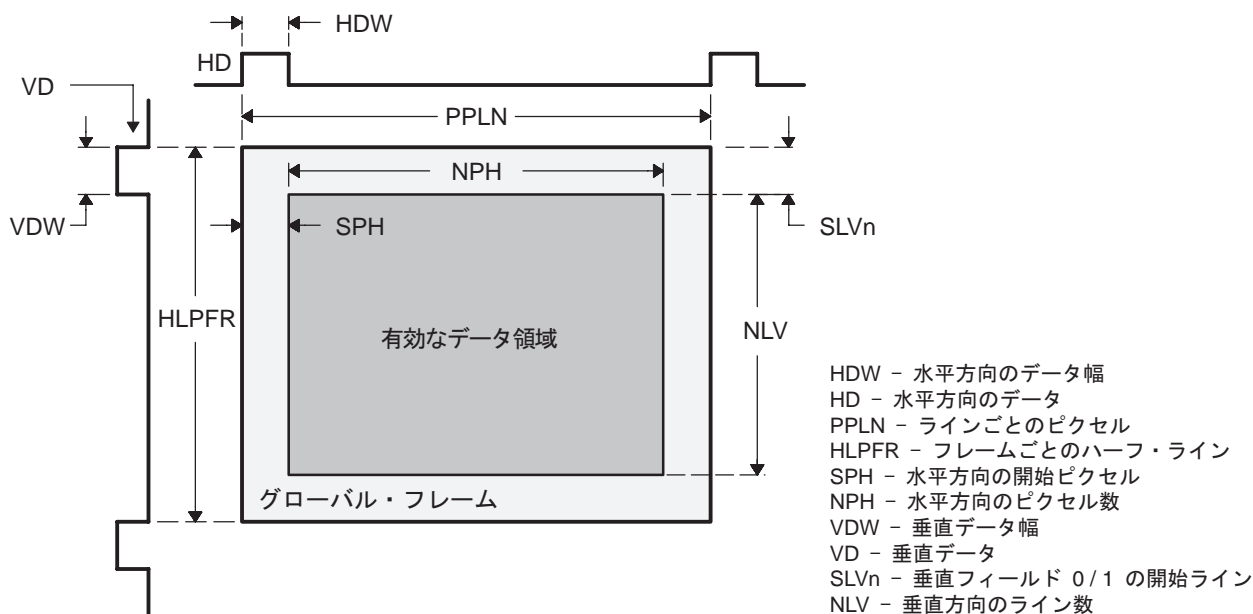 HDW
HD
VD
PPLN
NPH
VDW
SPH
SLVn
HLPFR
有効なデータ領域
NLV
グローバル・フレーム
HDW － 水平方向のデータ幅
HD － 水平方向のデータ
PPLN － ラインごとのピクセル
HLPFR － フレームごとのハーフ・ライン
SPH － 水平方向の開始ピクセル
NPH － 水平方向のピクセル数
VDW － 垂直データ幅
VD － 垂直データ
SLVn － 垂直フィールド 0/1 の開始ライン
NLV － 垂直方向のライン数